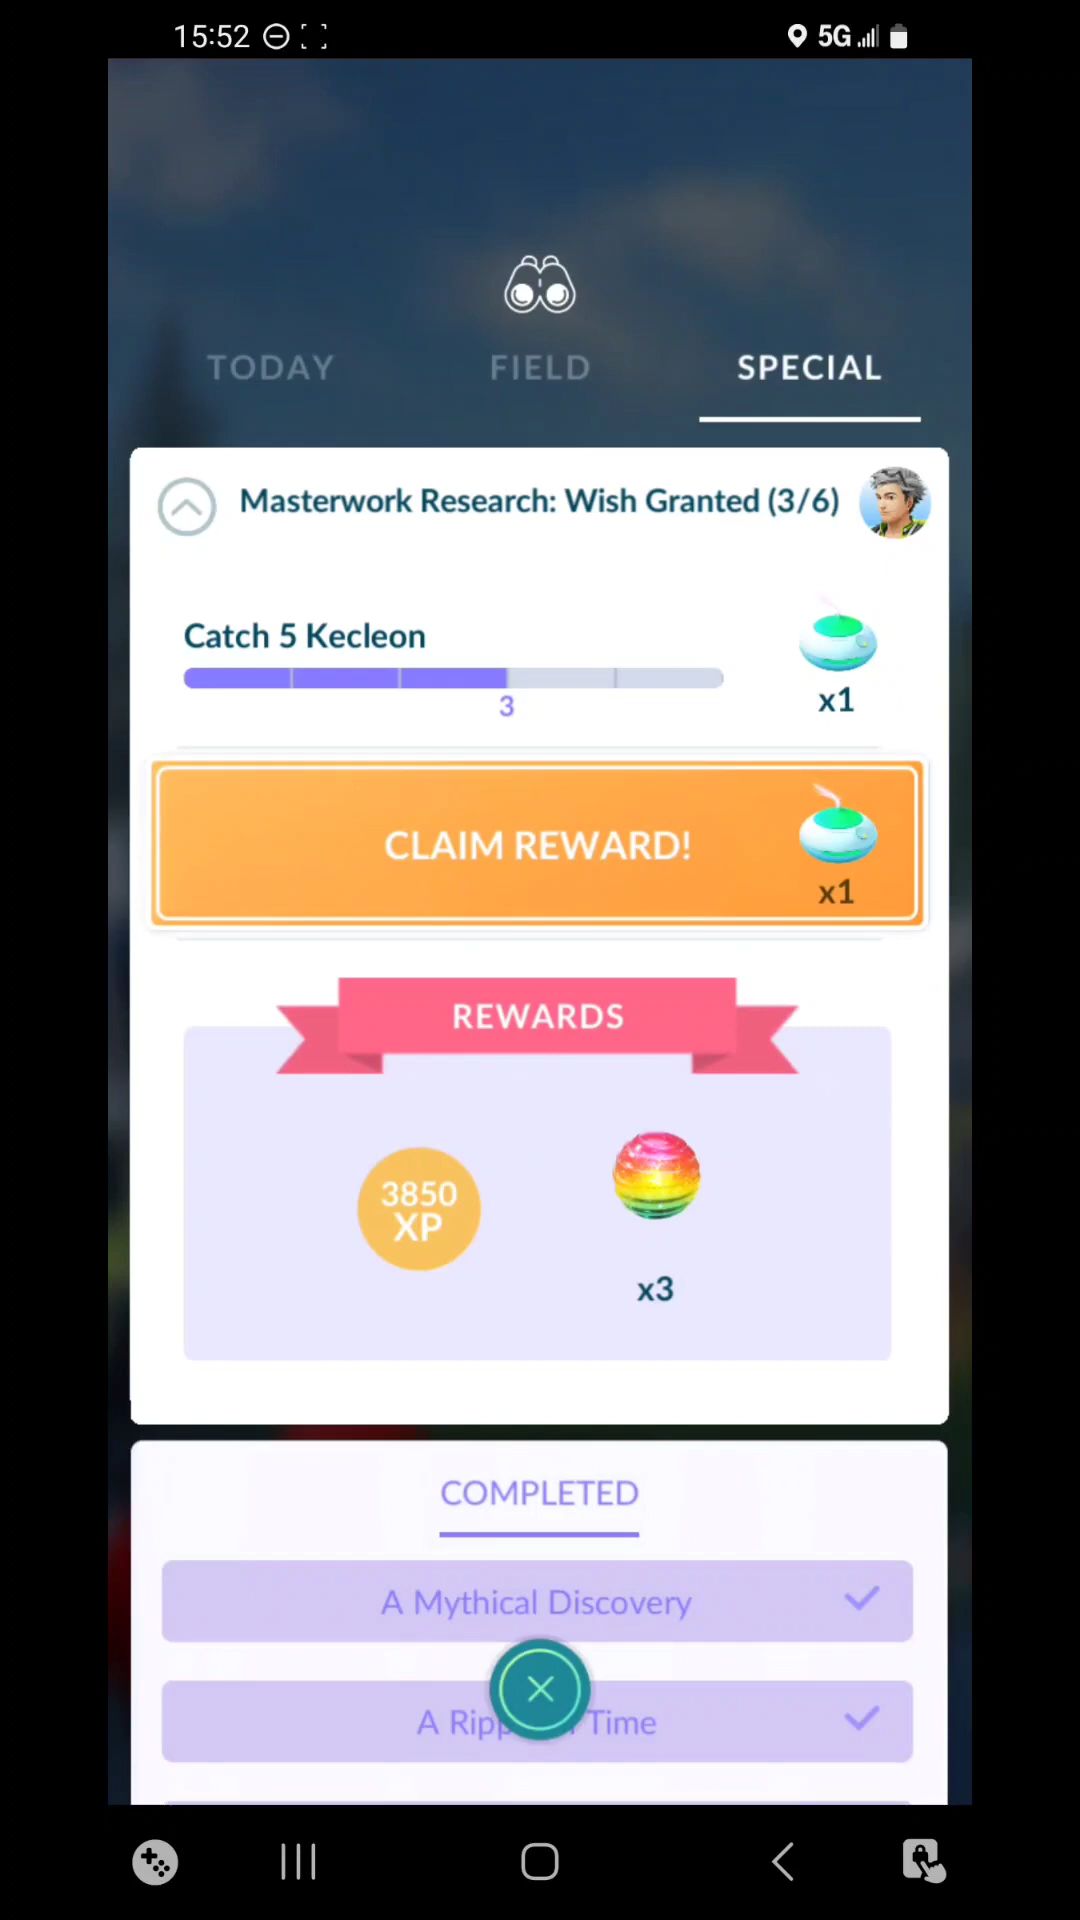 15:52
5G
TODAY
FIELD
SPECIAL
Masterwork Research: Wish Granted (3/6)
Catch 5 Kecleon
3
x1
CLAIM REWARD!
x1
REWARDS
3850
XP
x3
COMPLETED
A Mythical Discovery
A Time